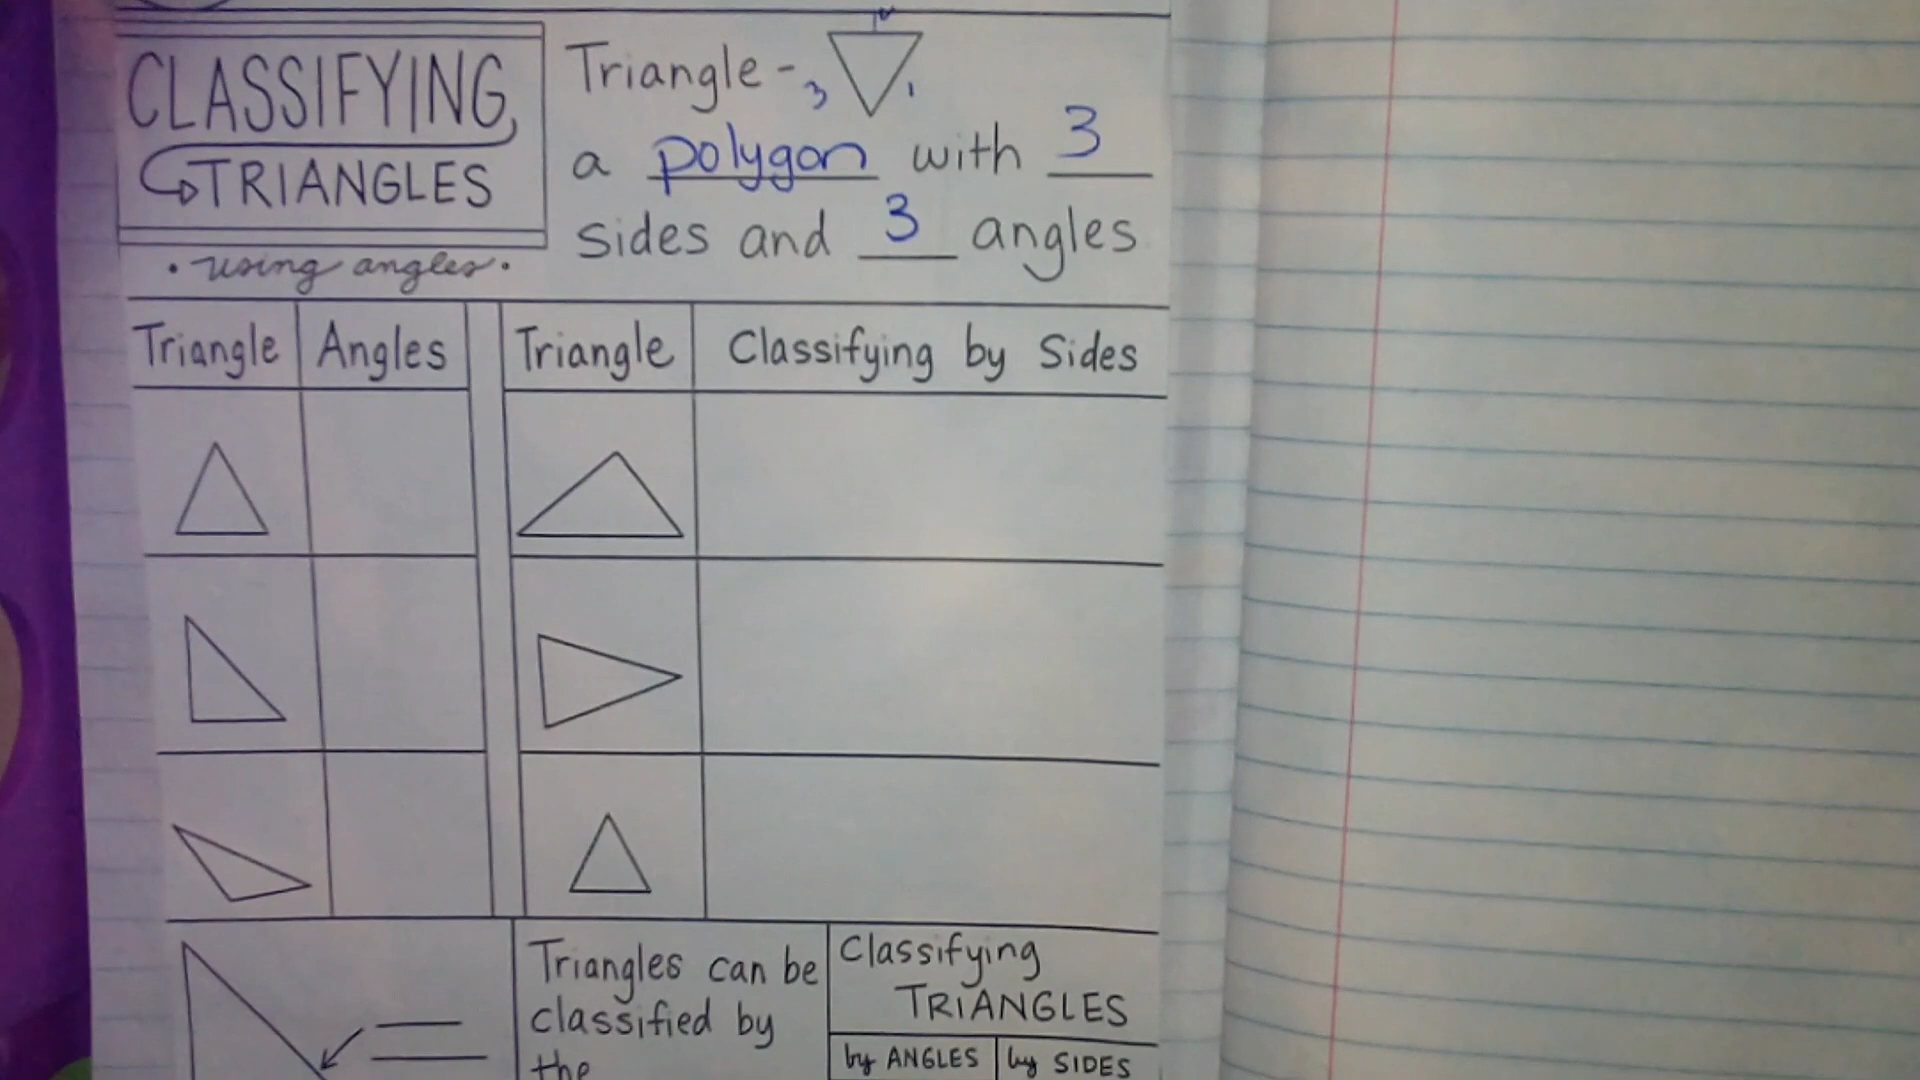 CLASSIFYING
TRIANGLES
• using angles •
Triangle - 3 1
a polygon with 3
sides and 3 angles
Triangle
Angles
Triangle
Classifying by Sides
Triangles can be
classified by
the
Classifying
TRIANGLES
by ANGLES
by SIDES